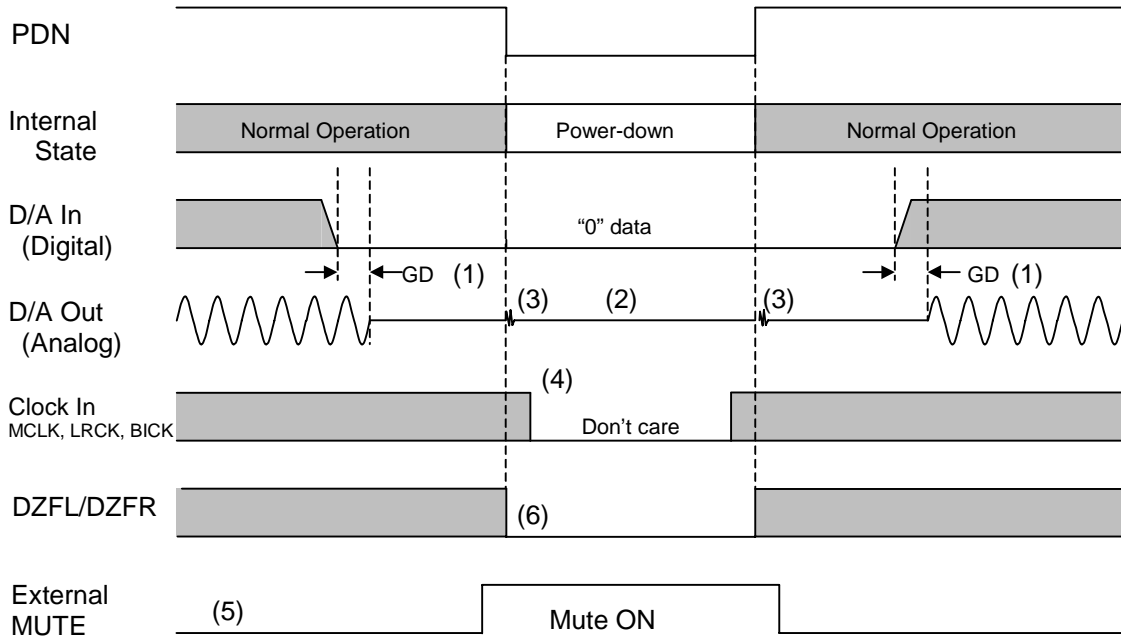 PDN
Internal
State
Normal Operation
Power-down
Normal Operation
D/A In
(Digital)
“0” data
GD (1)
GD (1)
D/A Out
(Analog)
(3)
(2)
(3)
(4)
Clock In
MCLK, LRCK, BICK
Don't care
DZFL/DZFR
(6)
External
MUTE
(5)
Mute ON